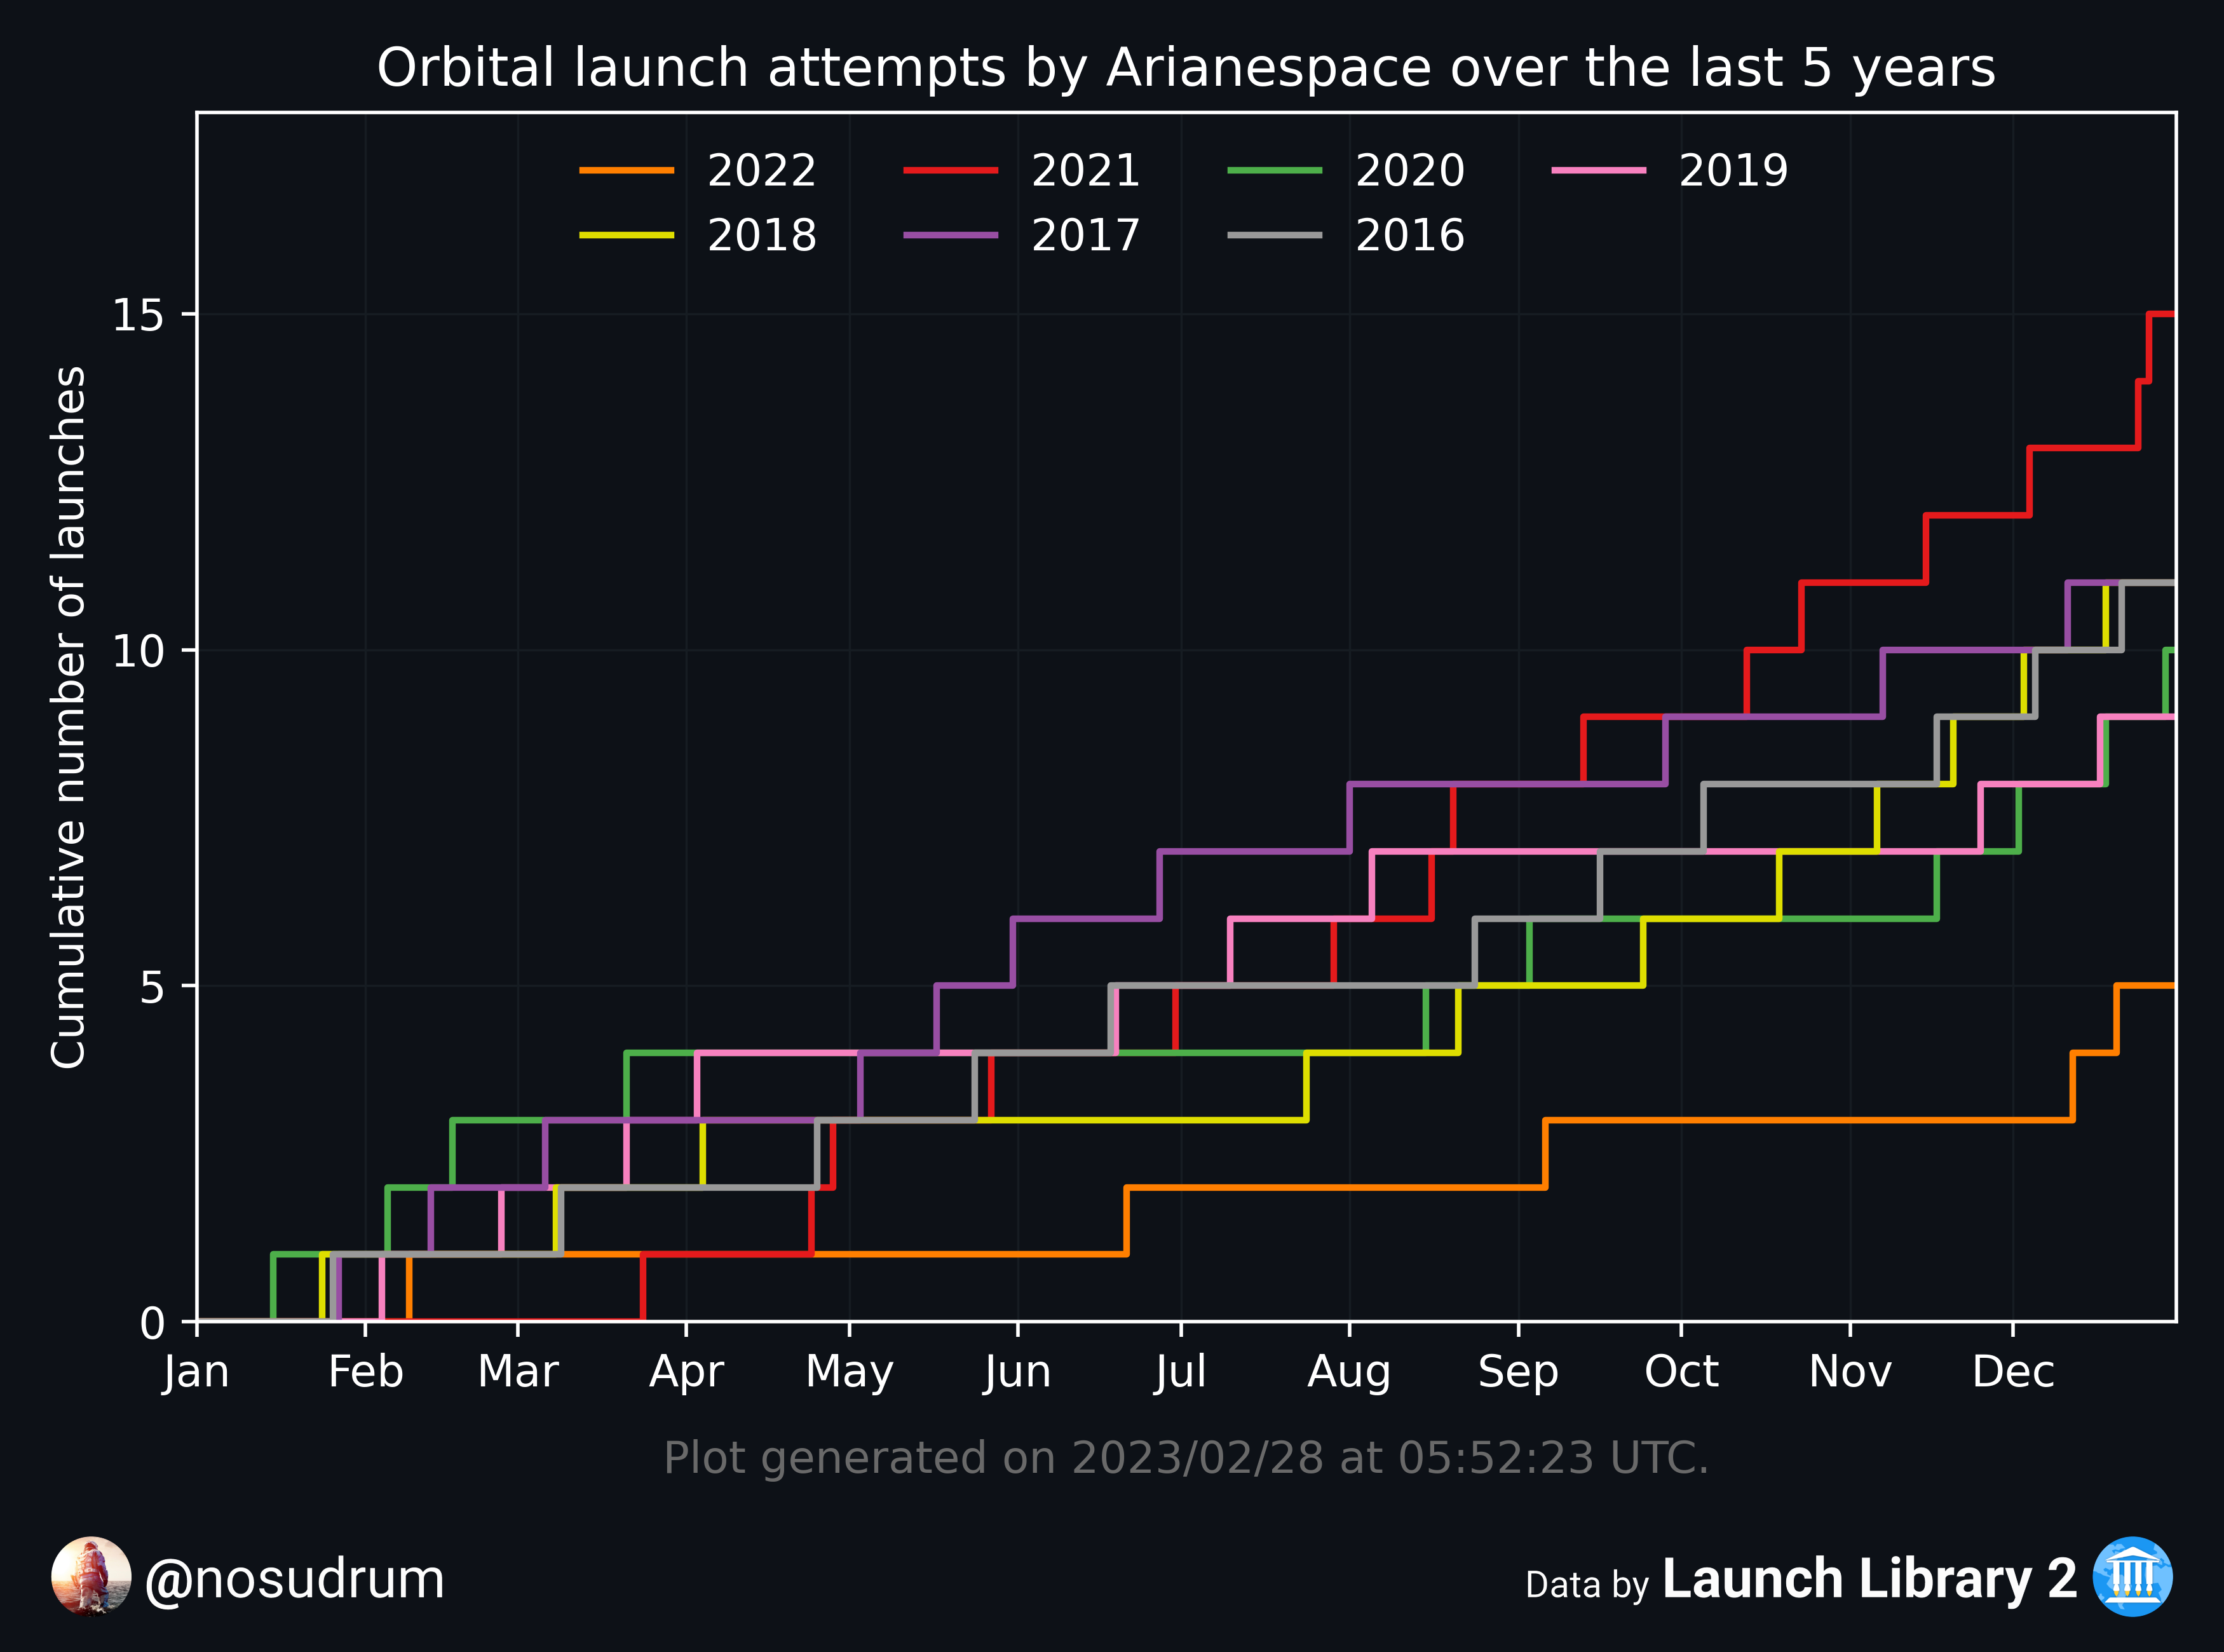 Orbital launch attempts by Arianespace over the last 5 years
2022 2021 2020 2019
2018 2017 2016
Cumulative number of launches
15
10
5
0
Jan Feb Mar Apr May Jun Jul Aug Sep Oct Nov Dec
Plot generated on 2023/02/28 at 05:52:23 UTC.
@nosudrum
Data by Launch Library 2